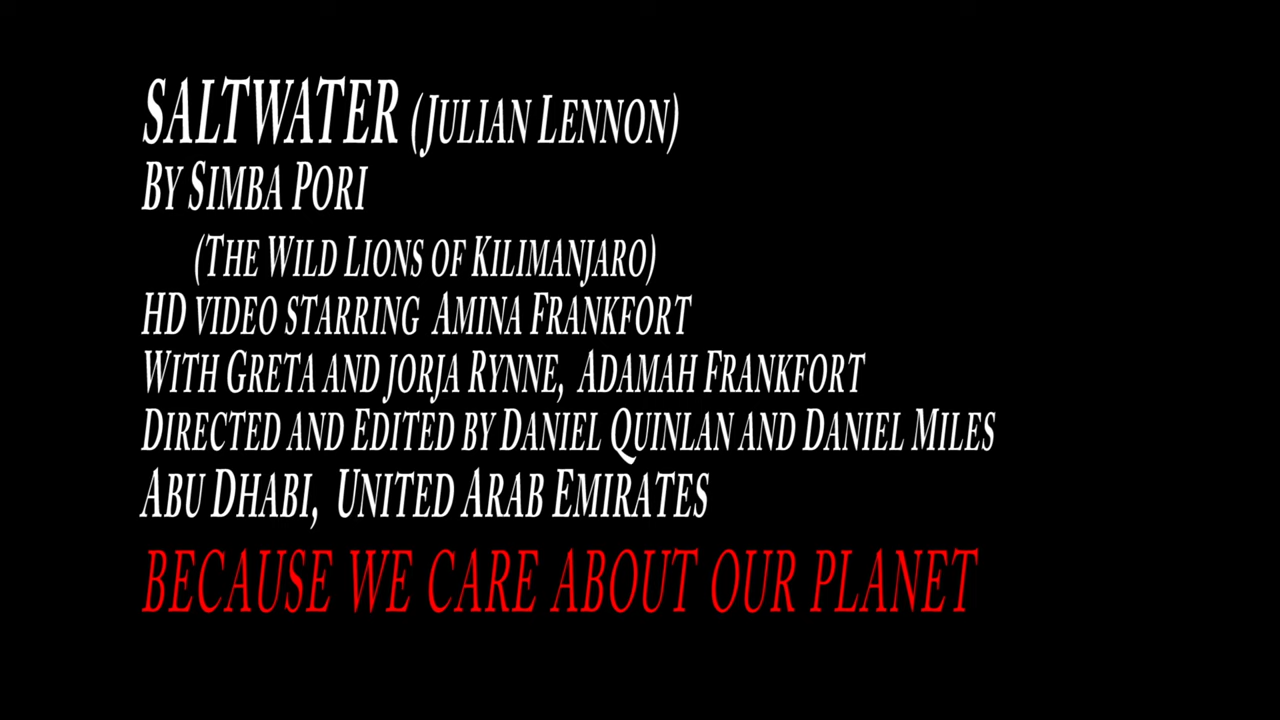 SALTWATER (JULIAN LENNON)
BY SIMBA PORI
(THE WILD LIONS OF KILIMANJARO)
HD VIDEO STARRING AMINA FRANKFORT
WITH GRETA AND JORJA RYNNE, ADAMAH FRANKFORT
DIRECTED AND EDITED BY DANIEL QUINLAN AND DANIEL MILES
ABU DHABI, UNITED ARAB EMIRATES
BECAUSE WE CARE ABOUT OUR PLANET